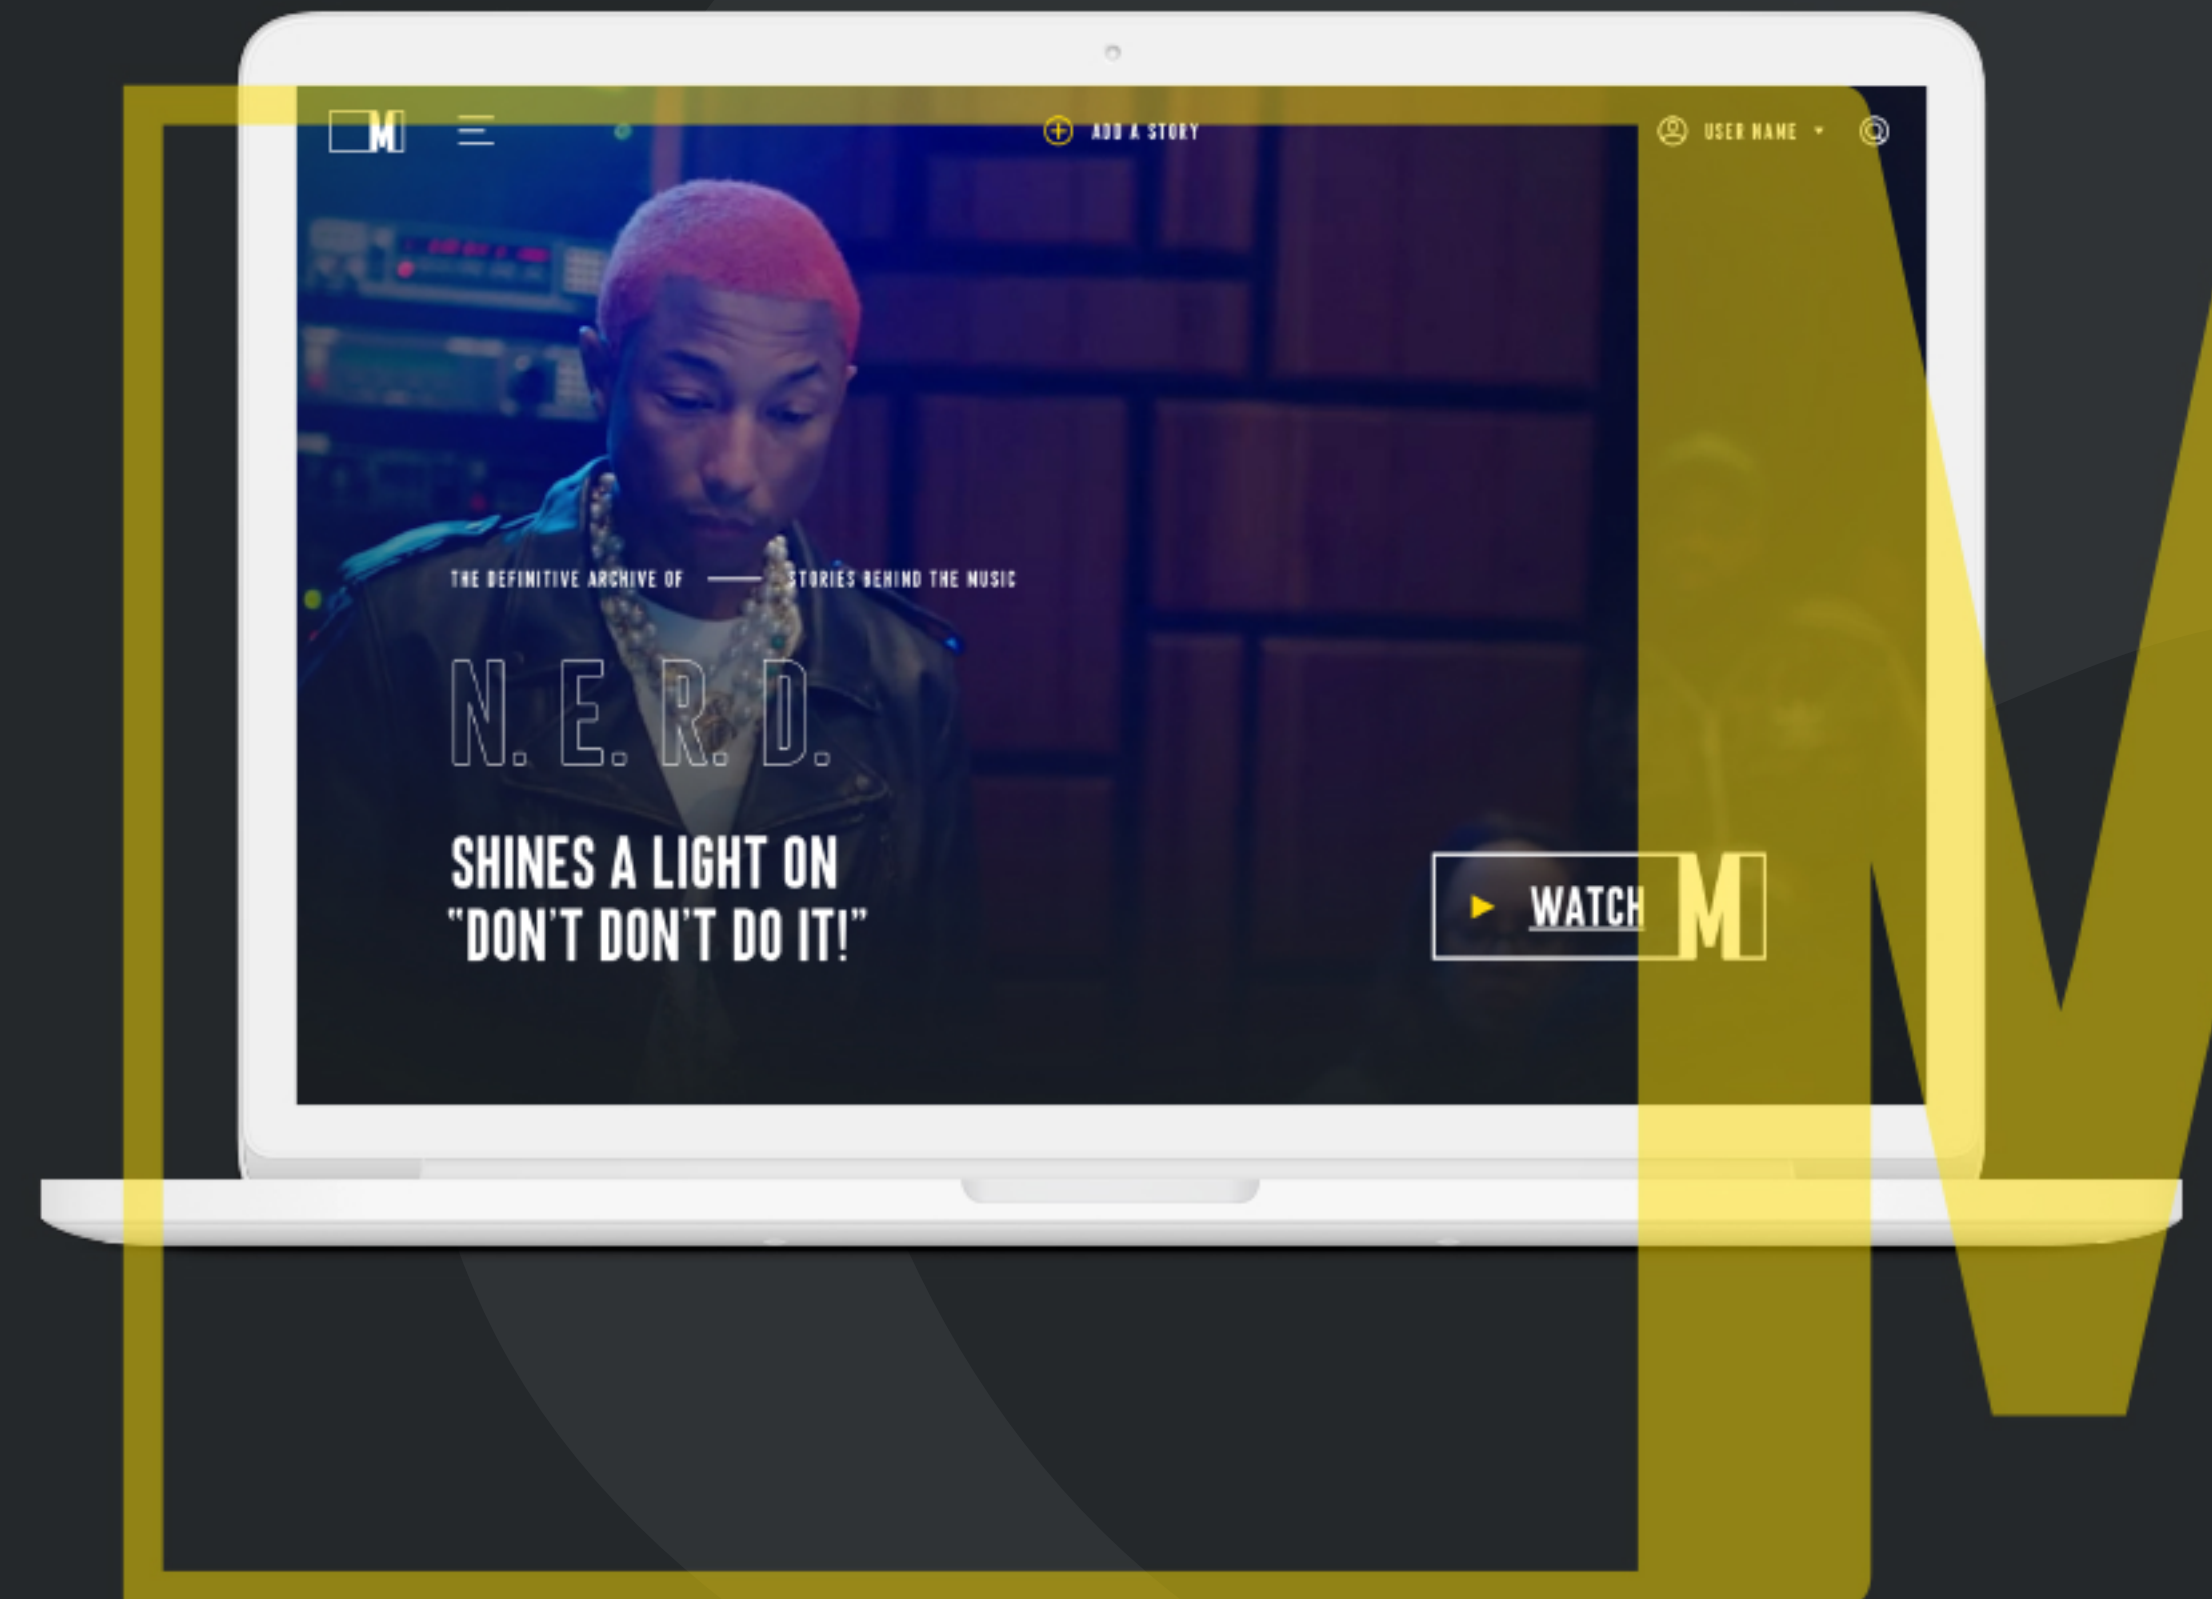 M
ADD A STORY
USER NAME
THE DEFINITIVE ARCHIVE OF — STORIES BEHIND THE MUSIC
N. E. R. D.
SHINES A LIGHT ON
“DON’T DON’T DO IT!”
WATCH M
M